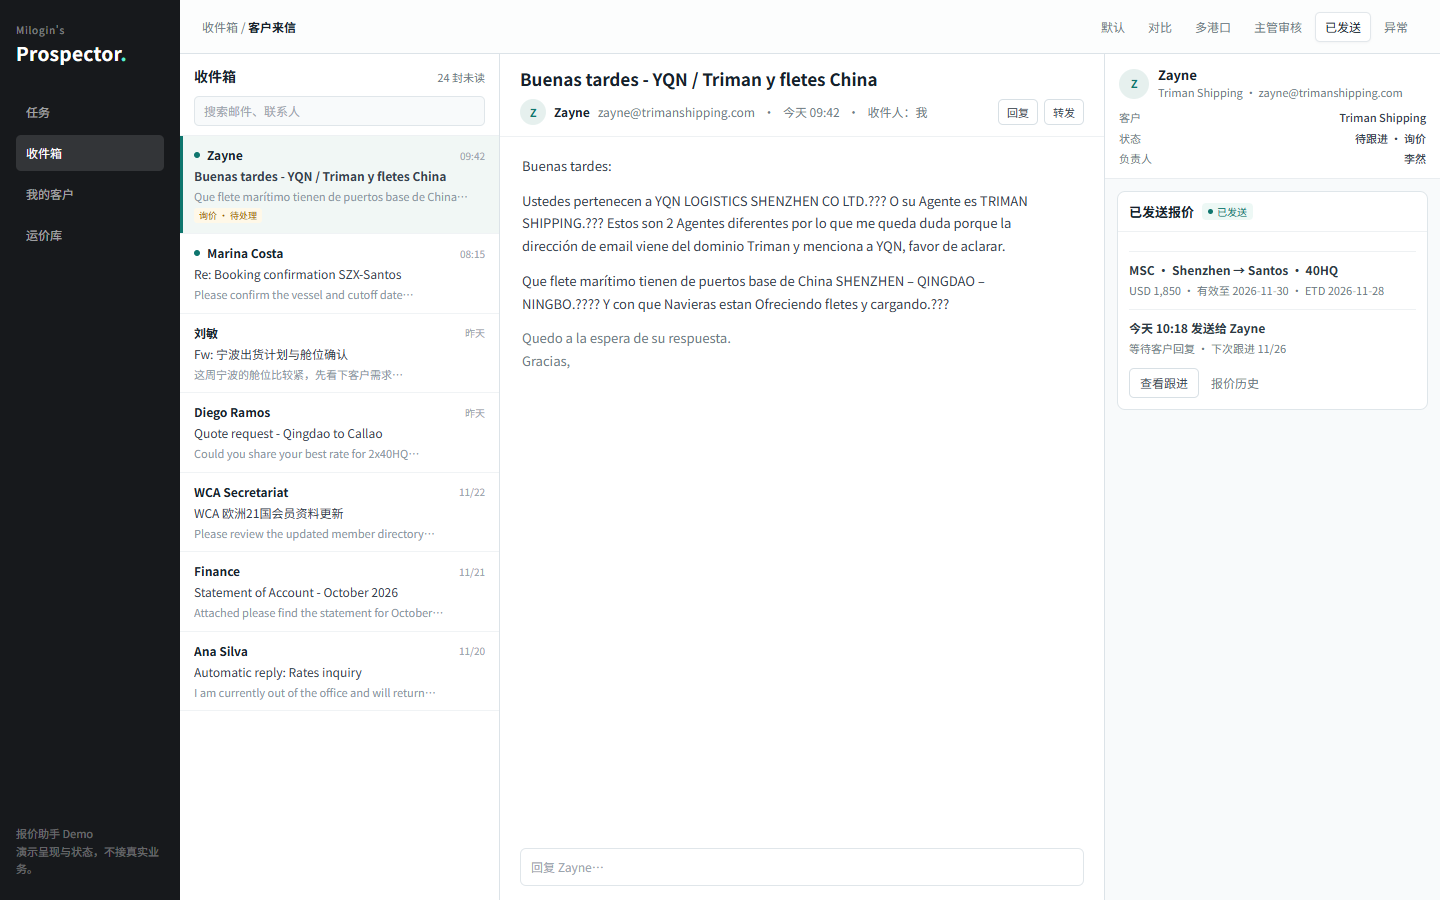 Milogin's
Prospector.
任务
收件箱
我的客户
运价库
报价助手 Demo
演示呈现与状态，不接真实业
务。
收件箱 / 客户来信
默认
对比
多港口
主管审核
已发送
异常
收件箱
24 封未读
搜索邮件、联系人
Zayne 09:42
Buenas tardes - YQN / Triman y fletes China
Que flete marítimo tienen de puertos base de China···
询价 · 待处理
Marina Costa 08:15
Re: Booking confirmation SZX-Santos
Please confirm the vessel and cutoff date···
刘敏 昨天
Fw: 宁波出货计划与舱位确认
这周宁波的舱位比较紧，先看下客户需求···
Diego Ramos 昨天
Quote request - Qingdao to Callao
Could you share your best rate for 2x40HQ···
WCA Secretariat 11/22
WCA 欧洲21国会员资料更新
Please review the updated member directory···
Finance 11/21
Statement of Account - October 2026
Attached please find the statement for October···
Ana Silva 11/20
Automatic reply: Rates inquiry
I am currently out of the office and will return···
Buenas tardes - YQN / Triman y fletes China
Z Zayne zayne@trimanshipping.com · 今天 09:42 · 收件人：我
回复
转发
Buenas tardes:
Ustedes pertenecen a YQN LOGISTICS SHENZHEN CO LTD.??? O su Agente es TRIMAN
SHIPPING.??? Estos son 2 Agentes diferentes por lo que me queda duda porque la
dirección de email viene del dominio Triman y menciona a YQN, favor de aclarar.
Que flete marítimo tienen de puertos base de China SHENZHEN – QINGDAO –
NINGBO.???? Y con que Navieras estan Ofreciendo fletes y cargando.???
Quedo a la espera de su respuesta.
Gracias,
回复 Zayne···
Z
Zayne
Triman Shipping · zayne@trimanshipping.com
客户 Triman Shipping
状态 待跟进 · 询价
负责人 李然
已发送报价 已发送
MSC · Shenzhen → Santos · 40HQ
USD 1,850 · 有效至 2026-11-30 · ETD 2026-11-28
今天 10:18 发送给 Zayne
等待客户回复 · 下次跟进 11/26
查看跟进
报价历史